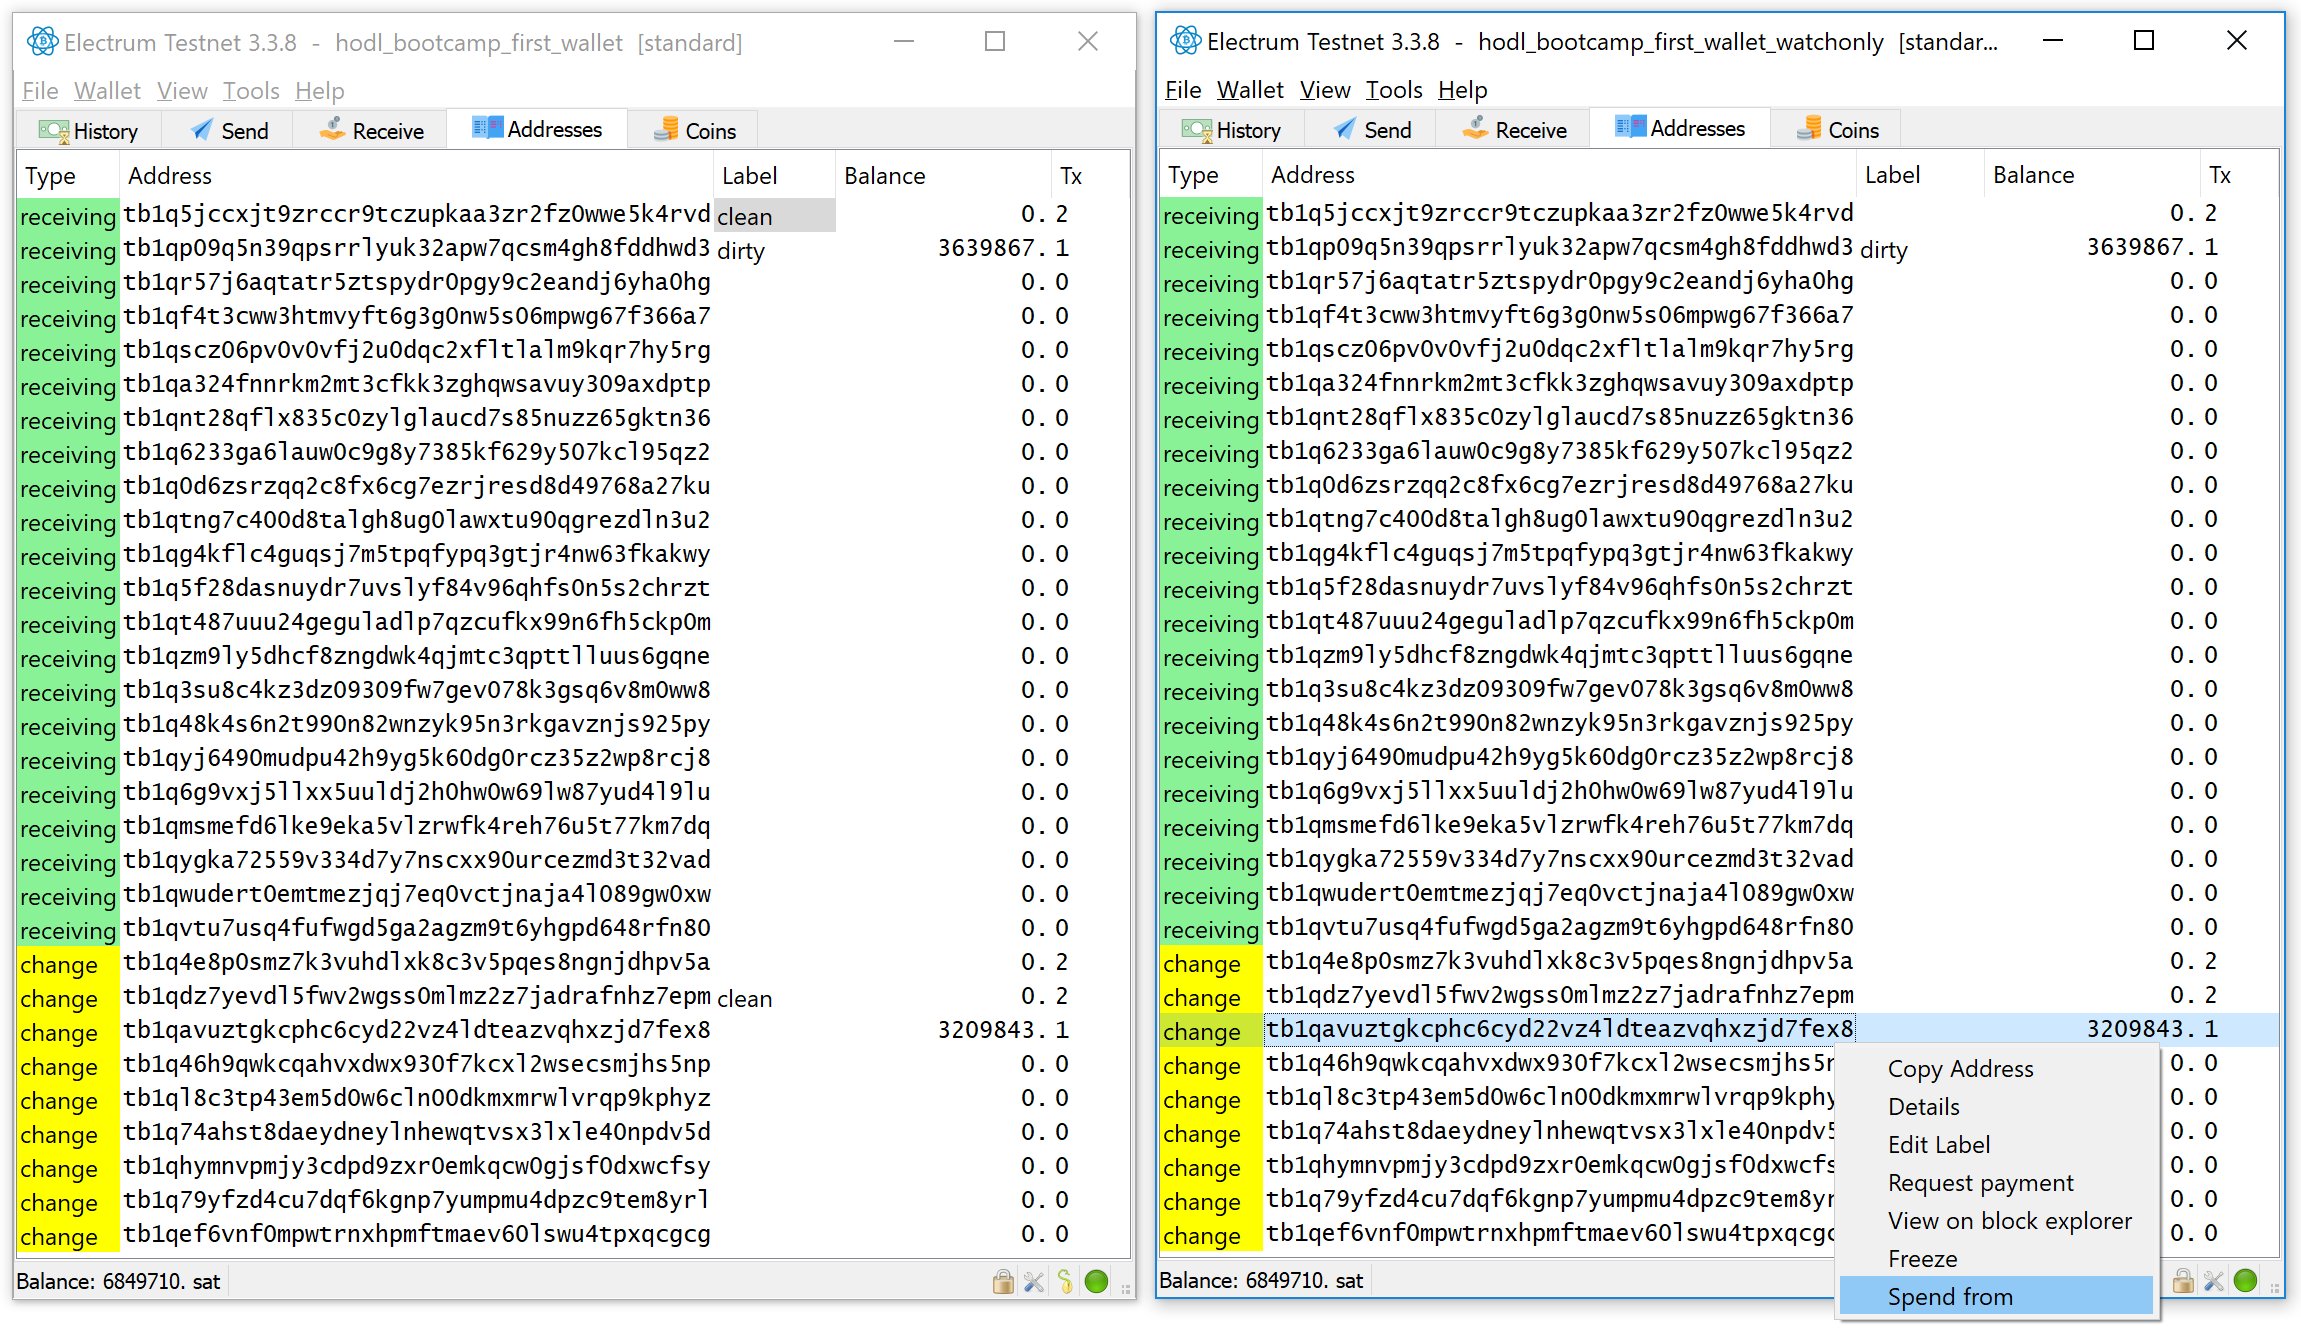 Electrum Testnet 3.3.8 - hodl_bootcamp_first_wallet [standard]
File Wallet View Tools Help
History Send Receive Addresses Coins
Type Address Label Balance Tx
receiving tb1q5jccxjt9zrccr9tczupkaa3zr2fz0wwe5k4rvd clean 0. 2
receiving tb1qp09q5n39qpsrrlyuk32apw7qcsm4gh8fddhwd3 dirty 3639867. 1
receiving tb1qr57j6aqtatr5ztspydr0pgy9c2eandj6yha0hg 0. 0
receiving tb1qf4t3cww3htmvyft6g3g0nw5s06mpwg67f366a7 0. 0
receiving tb1qscz06pv0v0vfj2u0dqc2xfltlalm9kqr7hy5rg 0. 0
receiving tb1qa324fnnrkm2mt3cfkk3zghqwsavuy309axdptp 0. 0
receiving tb1qnt28qflx835c0zylglaucd7s85nuzz65gktn36 0. 0
receiving tb1q6233ga6lauw0c9g8y7385kf629y507kcl95qz2 0. 0
receiving tb1q0d6zsrzqq2c8fx6cg7ezrjresd8d49768a27ku 0. 0
receiving tb1qtng7c400d8talgh8ug0lawxtu90qgrezdln3u2 0. 0
receiving tb1qg4kflc4guqsj7m5tpqfypq3gtjr4nw63fkakwy 0. 0
receiving tb1q5f28dasnuydr7uvslyf84v96qhfs0n5s2chrzt 0. 0
receiving tb1qt487uuu24geguladlp7qzcufkx99n6fh5ckp0m 0. 0
receiving tb1qzm9ly5dhcf8zngdwk4qjmtc3qpttlluus6gqne 0. 0
receiving tb1q3su8c4kz3dz09309fw7gev078k3gsq6v8m0ww8 0. 0
receiving tb1q48k4s6n2t990n82wnzyk95n3rkgavznjs925py 0. 0
receiving tb1qyj6490mudpu42h9yg5k60dg0rcz35z2wp8rcj8 0. 0
receiving tb1q6g9vxj5llxx5uuldj2h0hw0w69lw87yud4l9lu 0. 0
receiving tb1qmsmefd6lke9eka5vlzrwfk4reh76u5t77km7dq 0. 0
receiving tb1qygka72559v334d7y7nscxx90urcezmd3t32vad 0. 0
receiving tb1qwudert0emtmezjqj7eq0vctjnaja4l089gw0xw 0. 0
receiving tb1qvtu7usq4fufwgd5ga2agzm9t6yhgpd648rfn80 0. 0
change tb1q4e8p0smz7k3vuhdlxk8c3v5pqes8ngnjdhpv5a 0. 2
change tb1qdz7yevdl5fwv2wgss0mlmz2z7jadrafnhz7epm clean 0. 2
change tb1qavuztgkcphc6cyd22vz4ldteazvqhxzjd7fex8 3209843. 1
change tb1q46h9qwkcqahvxdwx930f7kcxl2wsecsmjhs5np 0. 0
change tb1ql8c3tp43em5d0w6cln00dkmxmrwlvrqp9kphyz 0. 0
change tb1q74ahst8daeydneylnhewqtvsx3lxle40npdv5d 0. 0
change tb1qhymnvpmjy3cdpd9zxr0emkqcw0gjsf0dxwcfsy 0. 0
change tb1q79yfzd4cu7dqf6kgnp7yumpmu4dpzc9tem8yrl 0. 0
change tb1qef6vnf0mpwtrnxhpmftmaev60lswu4tpxqcgcg 0. 0
Balance: 6849710. sat
Electrum Testnet 3.3.8 - hodl_bootcamp_first_wallet_watchonly [standar...
File Wallet View Tools Help
History Send Receive Addresses Coins
Type Address Label Balance Tx
receiving tb1q5jccxjt9zrccr9tczupkaa3zr2fz0wwe5k4rvd 0. 2
receiving tb1qp09q5n39qpsrrlyuk32apw7qcsm4gh8fddhwd3 dirty 3639867. 1
receiving tb1qr57j6aqtatr5ztspydr0pgy9c2eandj6yha0hg 0. 0
receiving tb1qf4t3cww3htmvyft6g3g0nw5s06mpwg67f366a7 0. 0
receiving tb1qscz06pv0v0vfj2u0dqc2xfltlalm9kqr7hy5rg 0. 0
receiving tb1qa324fnnrkm2mt3cfkk3zghqwsavuy309axdptp 0. 0
receiving tb1qnt28qflx835c0zylglaucd7s85nuzz65gktn36 0. 0
receiving tb1q6233ga6lauw0c9g8y7385kf629y507kcl95qz2 0. 0
receiving tb1q0d6zsrzqq2c8fx6cg7ezrjresd8d49768a27ku 0. 0
receiving tb1qtng7c400d8talgh8ug0lawxtu90qgrezdln3u2 0. 0
receiving tb1qg4kflc4guqsj7m5tpqfypq3gtjr4nw63fkakwy 0. 0
receiving tb1q5f28dasnuydr7uvslyf84v96qhfs0n5s2chrzt 0. 0
receiving tb1qt487uuu24geguladlp7qzcufkx99n6fh5ckp0m 0. 0
receiving tb1qzm9ly5dhcf8zngdwk4qjmtc3qpttlluus6gqne 0. 0
receiving tb1q3su8c4kz3dz09309fw7gev078k3gsq6v8m0ww8 0. 0
receiving tb1q48k4s6n2t990n82wnzyk95n3rkgavznjs925py 0. 0
receiving tb1qyj6490mudpu42h9yg5k60dg0rcz35z2wp8rcj8 0. 0
receiving tb1q6g9vxj5llxx5uuldj2h0hw0w69lw87yud4l9lu 0. 0
receiving tb1qmsmefd6lke9eka5vlzrwfk4reh76u5t77km7dq 0. 0
receiving tb1qygka72559v334d7y7nscxx90urcezmd3t32vad 0. 0
receiving tb1qwudert0emtmezjqj7eq0vctjnaja4l089gw0xw 0. 0
receiving tb1qvtu7usq4fufwgd5ga2agzm9t6yhgpd648rfn80 0. 0
change tb1q4e8p0smz7k3vuhdlxk8c3v5pqes8ngnjdhpv5a 0. 2
change tb1qdz7yevdl5fwv2wgss0mlmz2z7jadrafnhz7epm 0. 2
change tb1qavuztgkcphc6cyd22vz4ldteazvqhxzjd7fex8 3209843. 1
change tb1q46h9qwkcqahvxdwx930f7kcxl2wsecsmjhs5 0. 0
change tb1ql8c3tp43em5d0w6cln00dkmxmrwlvrqp9kphy 0. 0
change tb1q74ahst8daeydneylnhewqtvsx3lxle40npdv5 0. 0
change tb1qhymnvpmjy3cdpd9zxr0emkqcw0gjsf0dxwcfs 0. 0
change tb1q79yfzd4cu7dqf6kgnp7yumpmu4dpzc9tem8y 0. 0
change tb1qef6vnf0mpwtrnxhpmftmaev60lswu4tpxqcgc 0. 0
Copy Address
Details
Edit Label
Request payment
View on block explorer
Freeze
Spend from
Balance: 6849710. sat